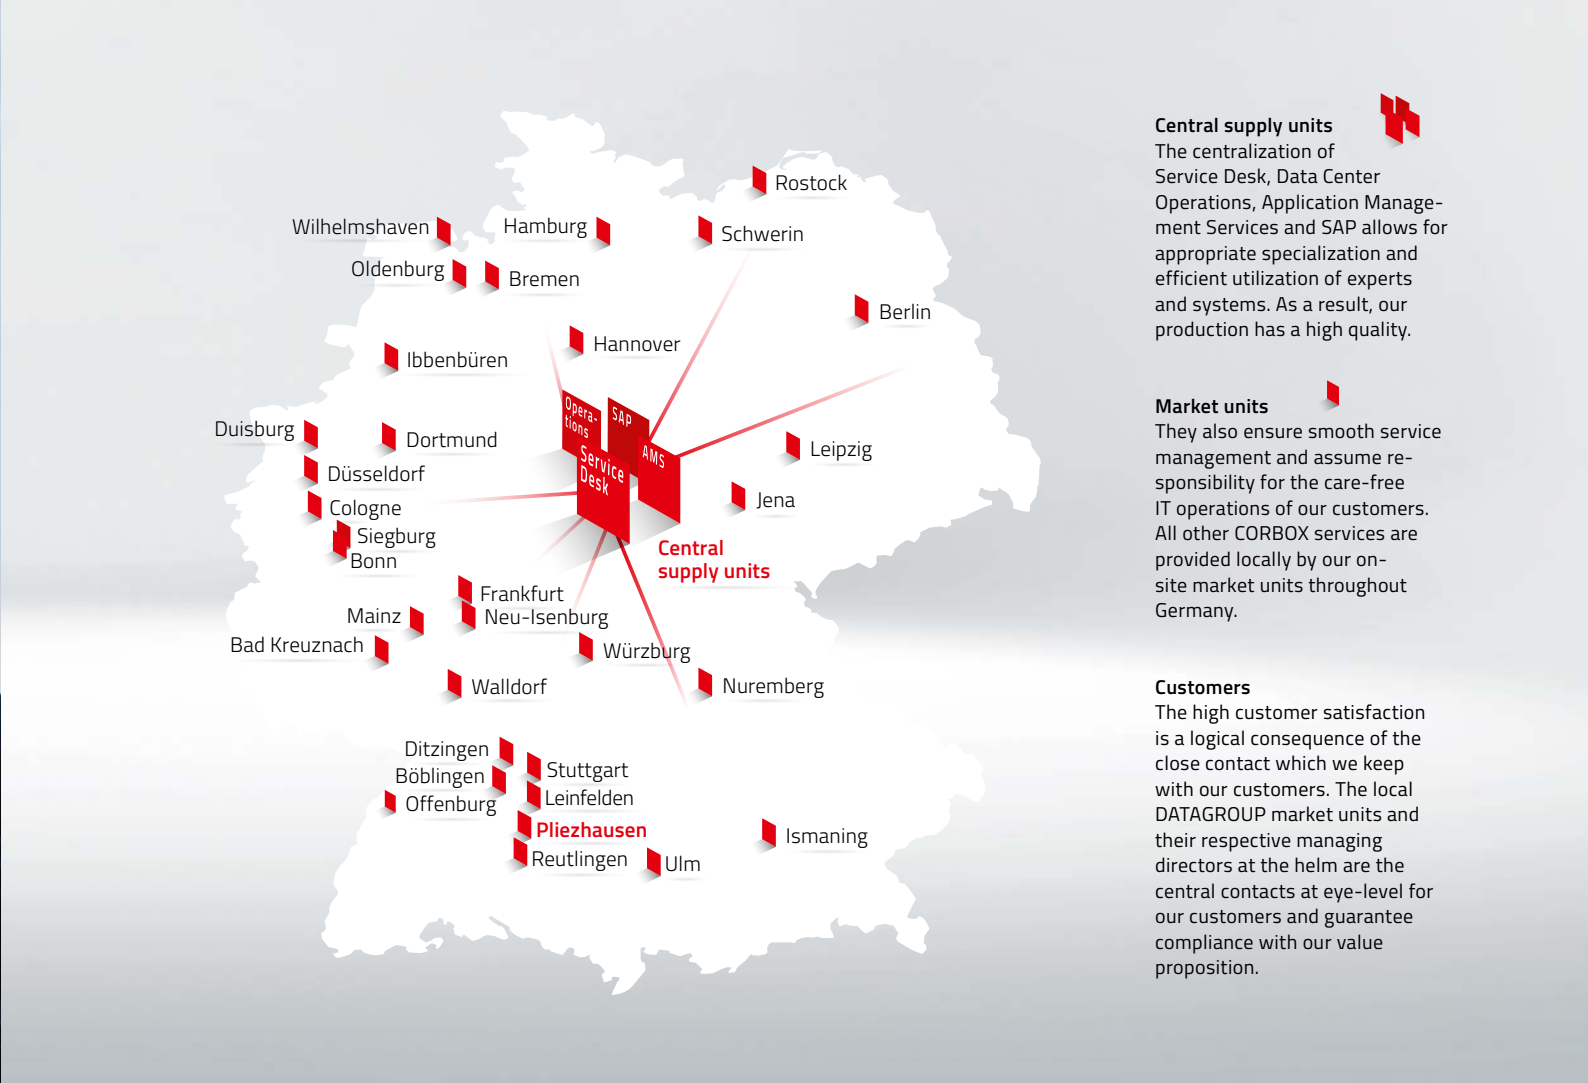 Rostock
Wilhelmshaven
Hamburg
Schwerin
Oldenburg
Bremen
Berlin
Hannover
Ibbenbüren
Opera-
tions
SAP
AMS
Service
Desk
Duisburg
Dortmund
Leipzig
Düsseldorf
Jena
Cologne
Siegburg
Bonn
Central
supply units
Frankfurt
Neu-Isenburg
Mainz
Bad Kreuznach
Würzburg
Walldorf
Nuremberg
Ditzingen
Stuttgart
Böblingen
Leinfelden
Offenburg
Pliezhausen
Ismaning
Reutlingen
Ulm
Central supply units
The centralization of
Service Desk, Data Center
Operations, Application Manage-
ment Services and SAP allows for
appropriate specialization and
efficient utilization of experts
and systems. As a result, our
production has a high quality.
Market units
They also ensure smooth service
management and assume re-
sponsibility for the care-free
IT operations of our customers.
All other CORBOX services are
provided locally by our on-
site market units throughout
Germany.
Customers
The high customer satisfaction
is a logical consequence of the
close contact which we keep
with our customers. The local
DATAGROUP market units and
their respective managing
directors at the helm are the
central contacts at eye-level for
our customers and guarantee
compliance with our value
proposition.